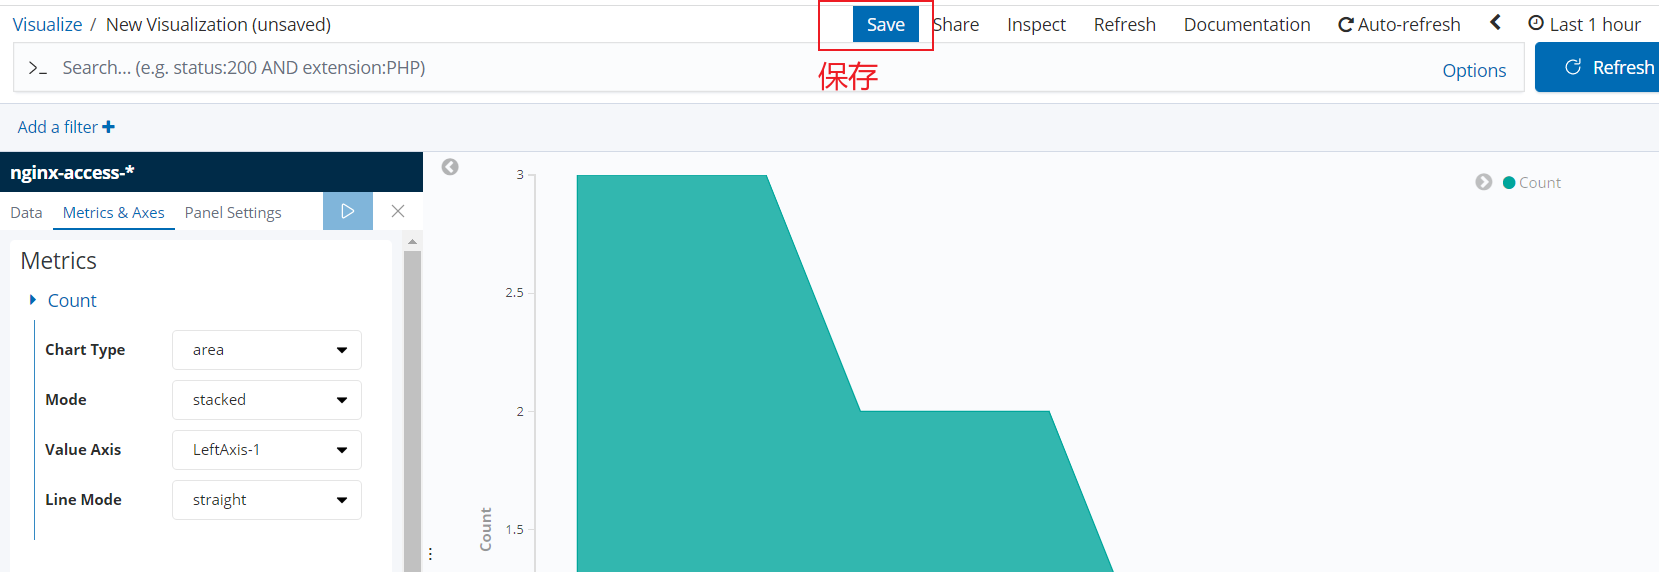 Visualize / New Visualization (unsaved)
Save Share Inspect Refresh Documentation Auto-refresh Last 1 hour
>_ Search... (e.g. status:200 AND extension:PHP)
Options
Refresh
保存
Add a filter
nginx-access-*
Data Metrics & Axes Panel Settings
Metrics
Count
Chart Type area
Mode stacked
Value Axis LeftAxis-1
Line Mode straight
3
2.5
2
1.5
Count
Count